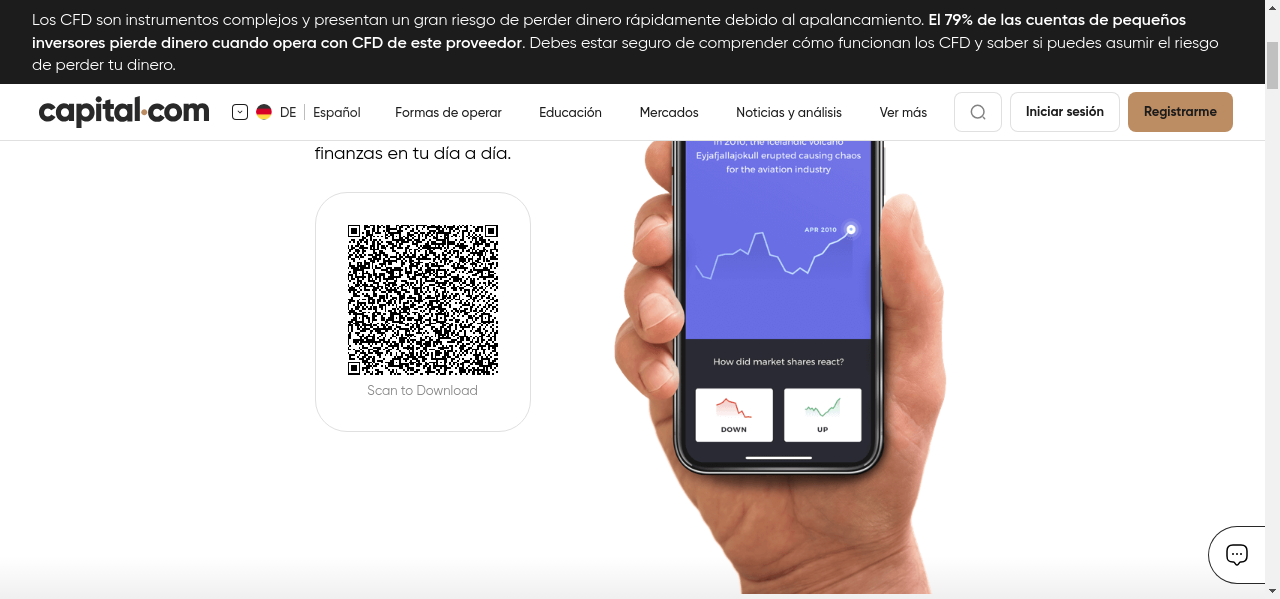 Los CFD son instrumentos complejos y presentan un gran riesgo de perder dinero rápidamente debido al apalancamiento. El 79% de las cuentas de pequeños
inversores pierde dinero cuando opera con CFD de este proveedor. Debes estar seguro de comprender cómo funcionan los CFD y saber si puedes asumir el riesgo
de perder tu dinero.
capital.com DE Español Formas de operar Educación Mercados Noticias y análisis Ver más Iniciar sesión Registrarme
finanzas en tu día a día.
Scan to Download
In 2010, the Icelandic volcano
Eyjafjallajokull erupted causing chaos
for the aviation industry
APR 2010
How did market shares react?
DOWN UP